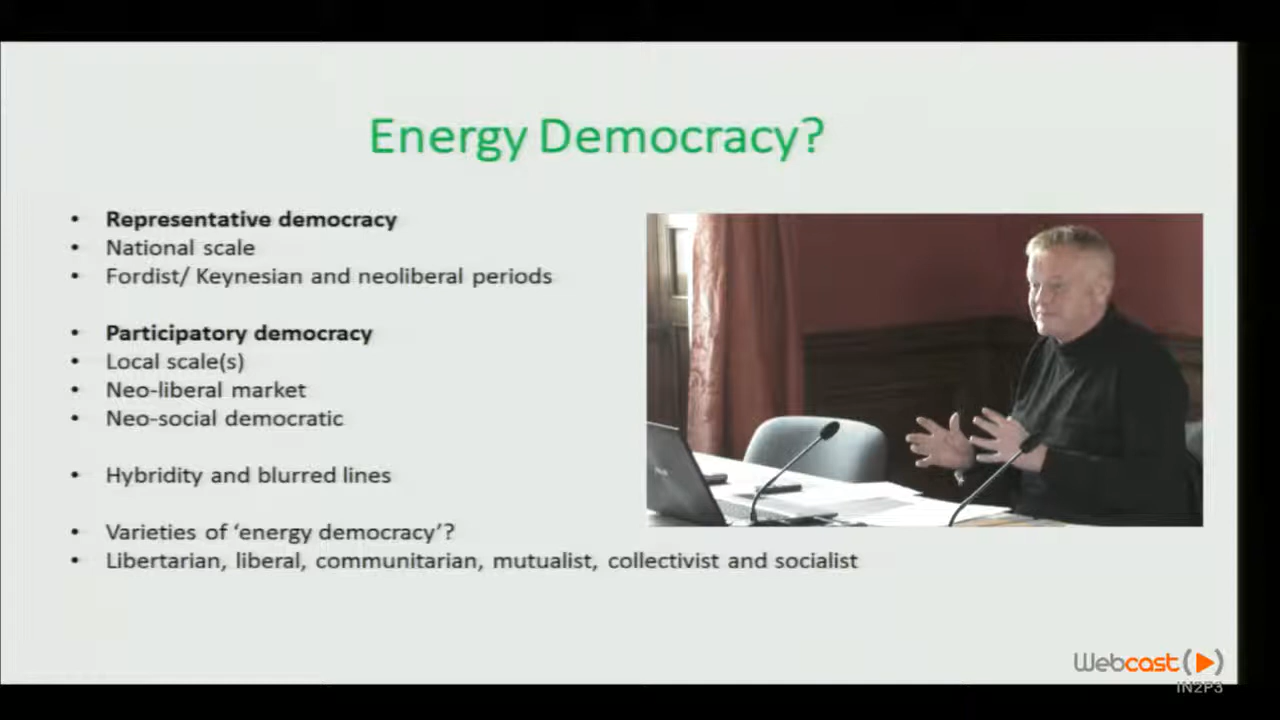 Energy Democracy?
• Representative democracy
• National scale
• Fordist/ Keynesian and neoliberal periods
• Participatory democracy
• Local scale(s)
• Neo-liberal market
• Neo-social democratic
• Hybridity and blurred lines
• Varieties of ‘energy democracy’?
• Libertarian, liberal, communitarian, mutualist, collectivist and socialist
Webcast
IN2P3